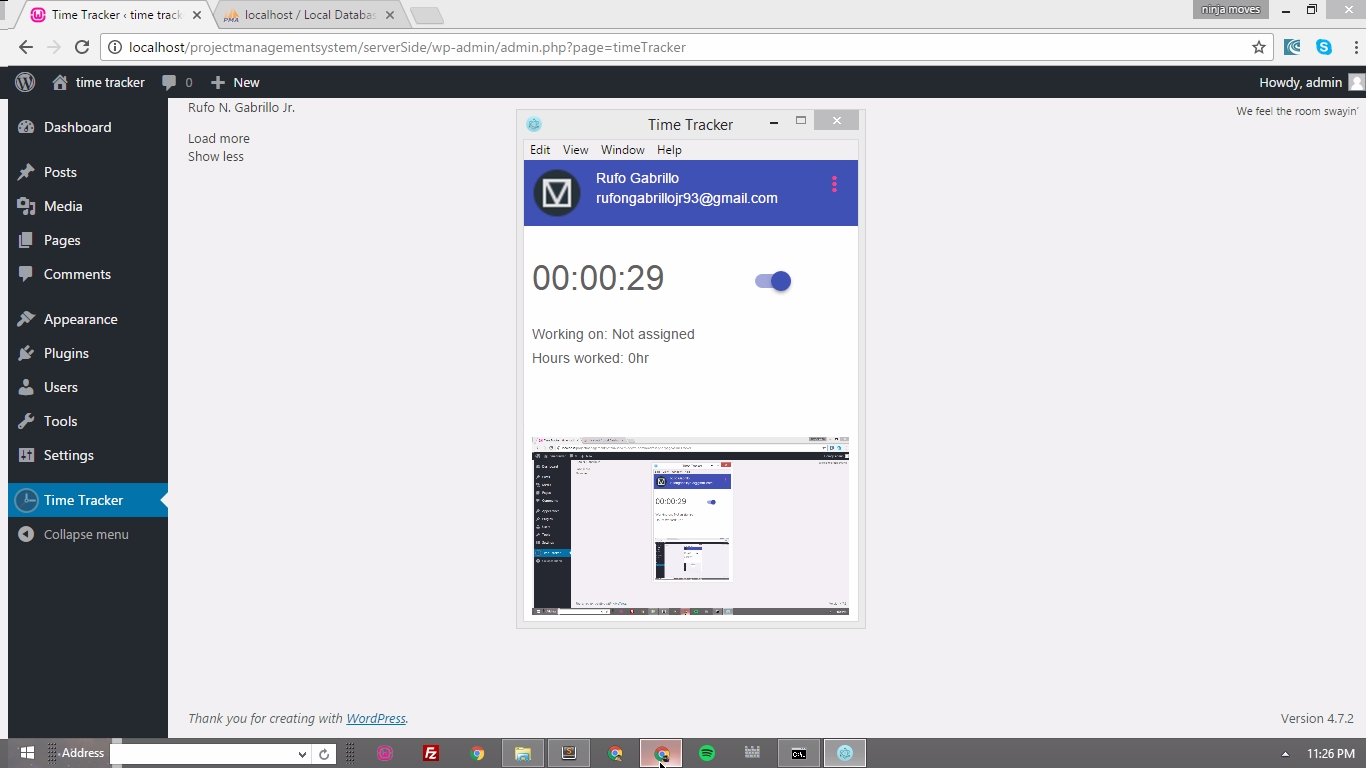 Time Tracker ‹ time track
localhost / Local Databas
ninja moves
localhost/projectmanagementsystem/serverSide/wp-admin/admin.php?page=timeTracker
time tracker
0
New
Howdy, admin
Rufo N. Gabrillo Jr.
We feel the room swayin'
Load more
Show less
Dashboard
Posts
Media
Pages
Comments
Appearance
Plugins
Users
Tools
Settings
Time Tracker
Collapse menu
Time Tracker
Edit View Window Help
Rufo Gabrillo
rufongabrillojr93@gmail.com
00:00:29
Working on: Not assigned
Hours worked: 0hr
00:00:29
Thank you for creating with WordPress.
Version 4.7.2
Address
11:26 PM